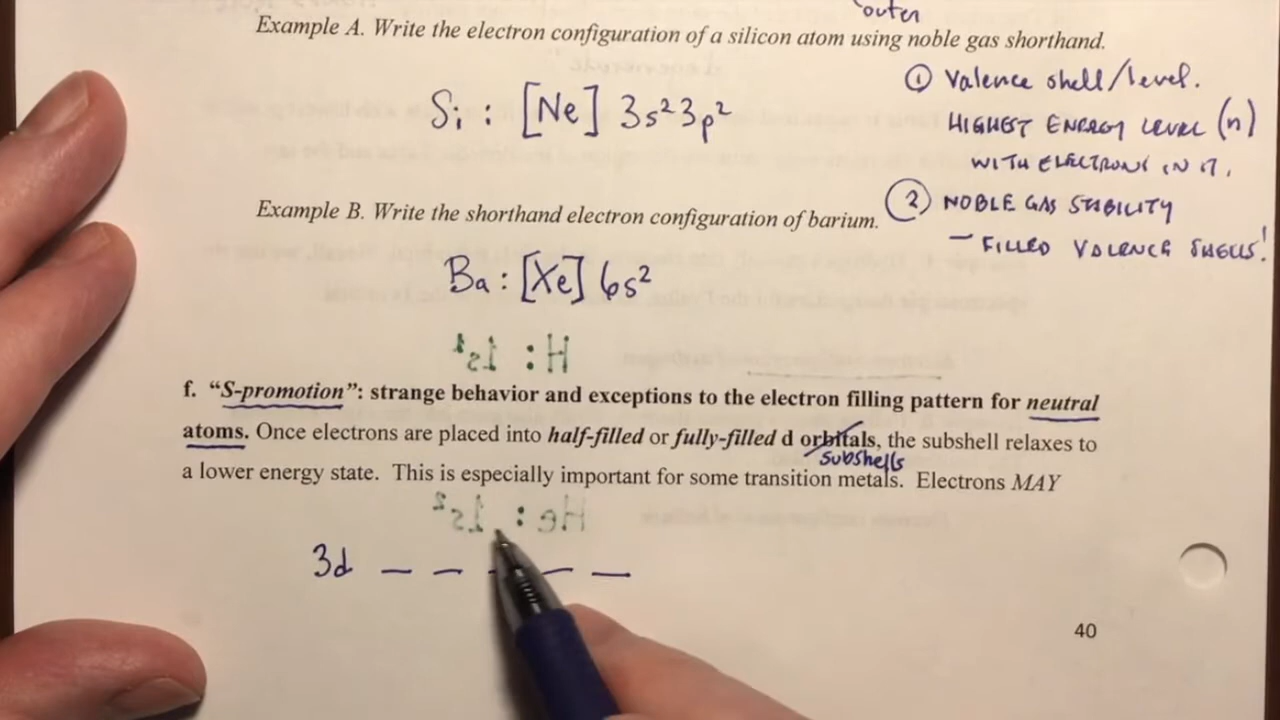 outer
Example A. Write the electron configuration of a silicon atom using noble gas shorthand.
① Valence shell/level.
Si : [Ne] 3s²3p²
HIGHEST ENERGY LEVEL (n)
WITH ELECTRONS IN IT.
② NOBLE GAS STABILITY
Example B. Write the shorthand electron configuration of barium.
— FILLED VALENCE SHELLS!
Ba : [Xe] 6s²
H : 1s¹
f. “S-promotion”: strange behavior and exceptions to the electron filling pattern for neutral
atoms. Once electrons are placed into half-filled or fully-filled d orbitals, the subshell relaxes to
subshells
a lower energy state. This is especially important for some transition metals. Electrons MAY
He : 1s²
3d _ _ _ _ _
40